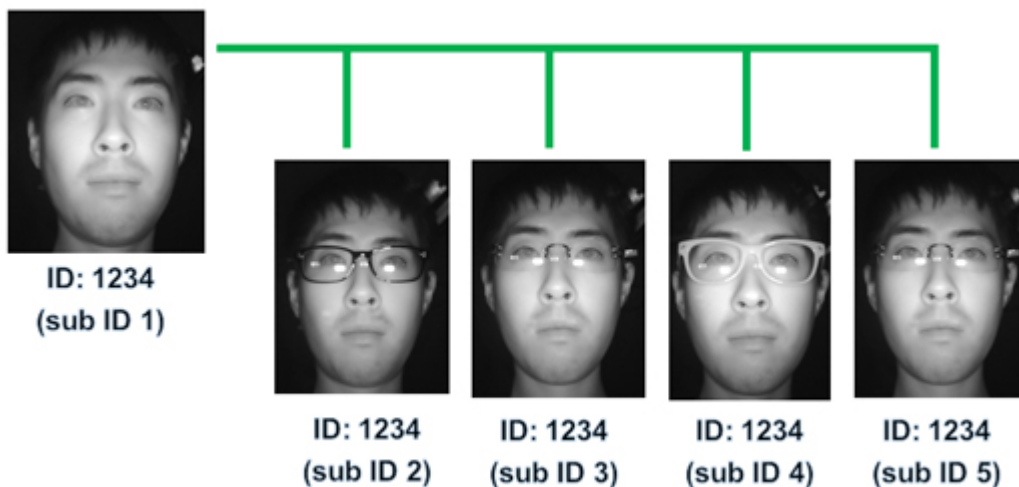 ID: 1234
(sub ID 1)
ID: 1234
(sub ID 2)
ID: 1234
(sub ID 3)
ID: 1234
(sub ID 4)
ID: 1234
(sub ID 5)